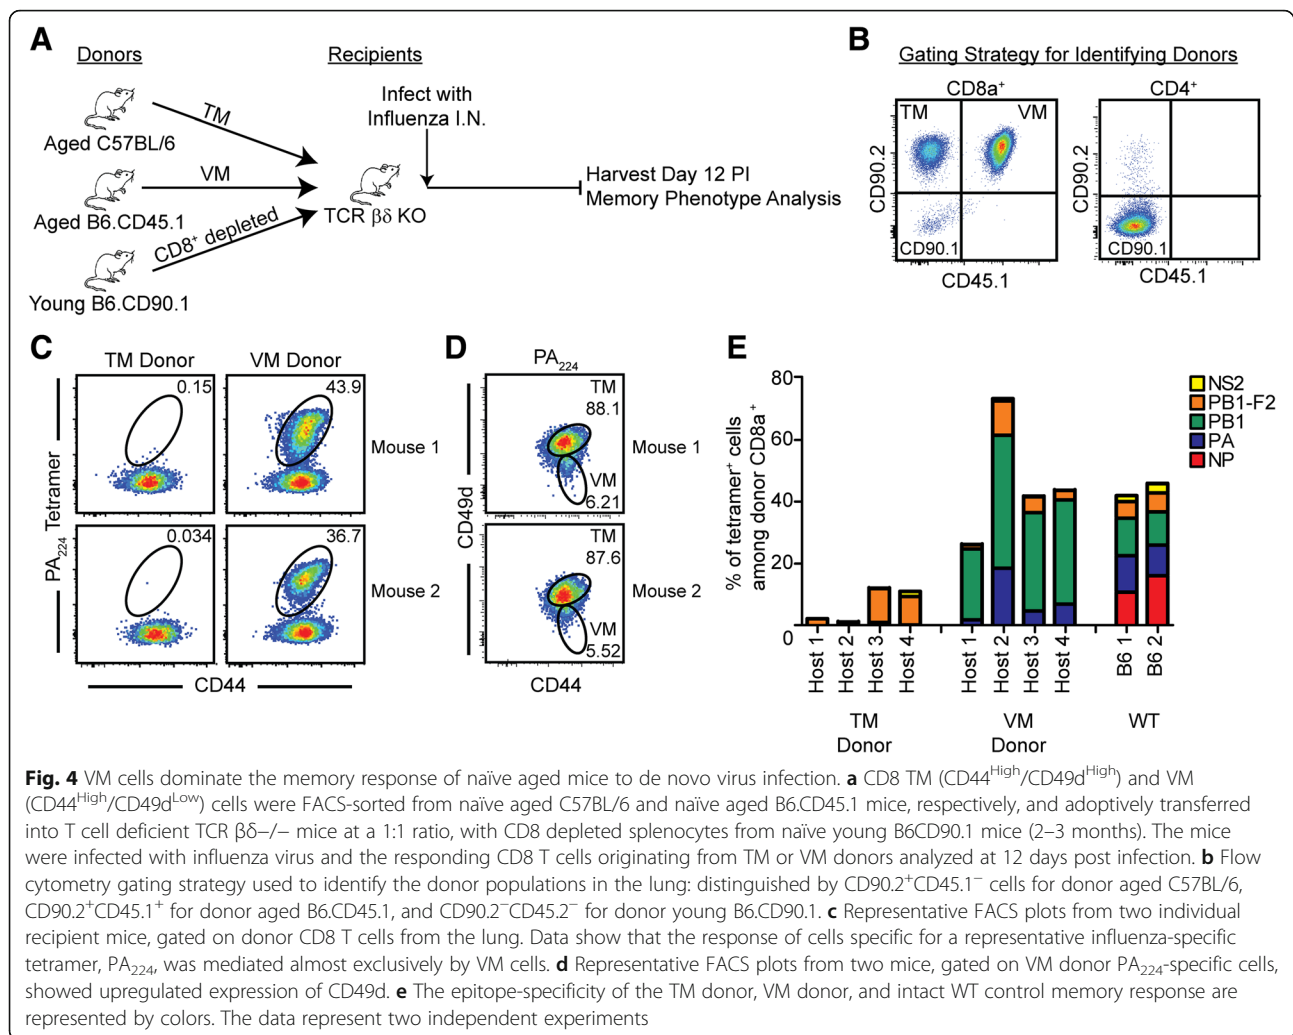 A
Donors
Recipients
Aged C57BL/6
Aged B6.CD45.1
Young B6.CD90.1
TM
VM
CD8⁺ depleted
Infect with
Influenza I.N.
TCR βδ KO
Harvest Day 12 PI
Memory Phenotype Analysis
B
Gating Strategy for Identifying Donors
CD8a⁺
CD4⁺
TM
VM
CD90.1
CD90.1
CD90.2
CD90.2
CD45.1
CD45.1
C
TM Donor
VM Donor
0.15
43.9
Mouse 1
0.034
36.7
Mouse 2
PA₂₂₄ Tetramer
CD44
D
PA₂₂₄
TM
88.1
VM
6.21
Mouse 1
TM
87.6
VM
5.52
Mouse 2
CD49d
CD44
E
% of tetramer⁺ cells
among donor CD8a⁺
80
60
40
20
0
NS2
PB1-F2
PB1
PA
NP
Host 1
Host 2
Host 3
Host 4
Host 1
Host 2
Host 3
Host 4
B6 1
B6 2
TM
Donor
VM
Donor
WT
Fig. 4 VM cells dominate the memory response of naïve aged mice to de novo virus infection. a CD8 TM (CD44^High/CD49d^High) and VM
(CD44^High/CD49d^Low) cells were FACS-sorted from naïve aged C57BL/6 and naïve aged B6.CD45.1 mice, respectively, and adoptively transferred
into T cell deficient TCR βδ−/− mice at a 1:1 ratio, with CD8 depleted splenocytes from naïve young B6CD90.1 mice (2–3 months). The mice
were infected with influenza virus and the responding CD8 T cells originating from TM or VM donors analyzed at 12 days post infection. b Flow
cytometry gating strategy used to identify the donor populations in the lung: distinguished by CD90.2⁺CD45.1⁻ cells for donor aged C57BL/6,
CD90.2⁺CD45.1⁺ for donor aged B6.CD45.1, and CD90.2⁻CD45.2⁻ for donor young B6.CD90.1. c Representative FACS plots from two individual
recipient mice, gated on donor CD8 T cells from the lung. Data show that the response of cells specific for a representative influenza-specific
tetramer, PA₂₂₄, was mediated almost exclusively by VM cells. d Representative FACS plots from two mice, gated on VM donor PA₂₂₄-specific cells,
showed upregulated expression of CD49d. e The epitope-specificity of the TM donor, VM donor, and intact WT control memory response are
represented by colors. The data represent two independent experiments